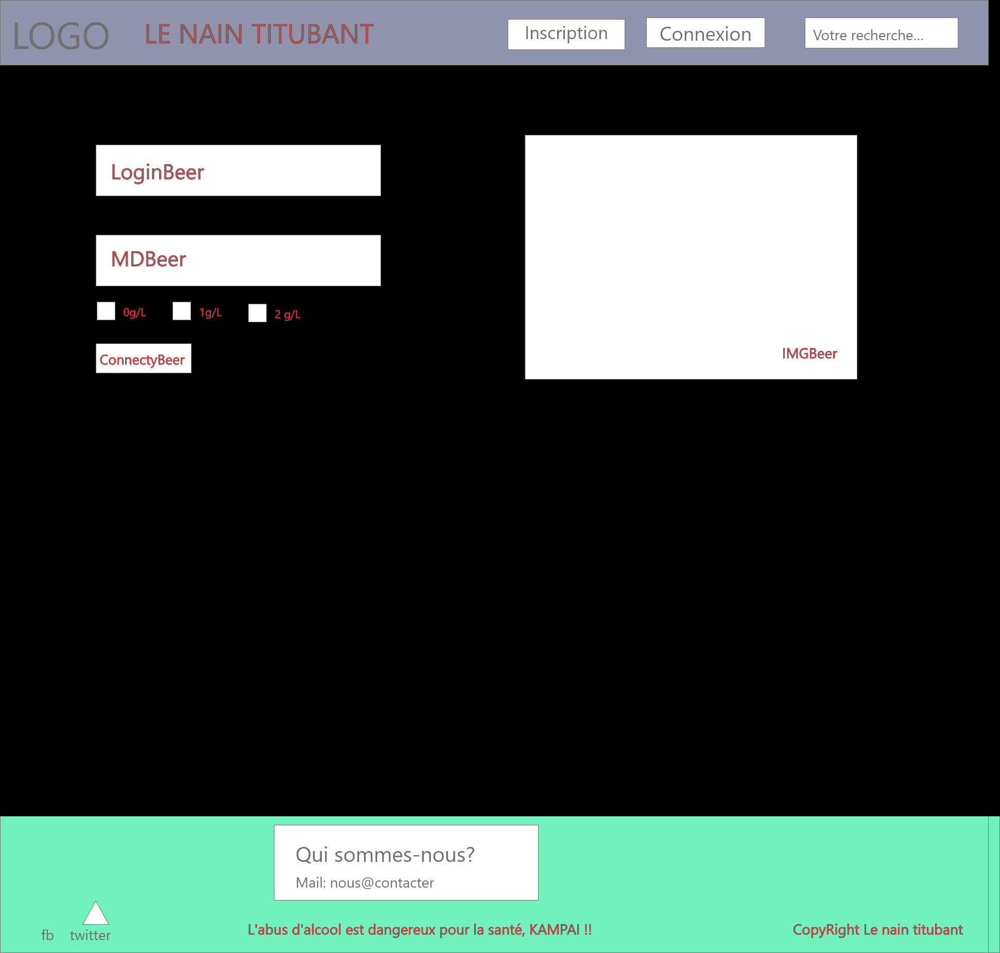 LOGO
LE NAIN TITUBANT
Inscription
Connexion
Votre recherche...
LoginBeer
MDBeer
0g/L
1g/L
2 g/L
ConnectyBeer
IMGBeer
Qui sommes-nous?
Mail: nous@contacter
fb
twitter
L'abus d'alcool est dangereux pour la santé, KAMPAI !!
CopyRight Le nain titubant